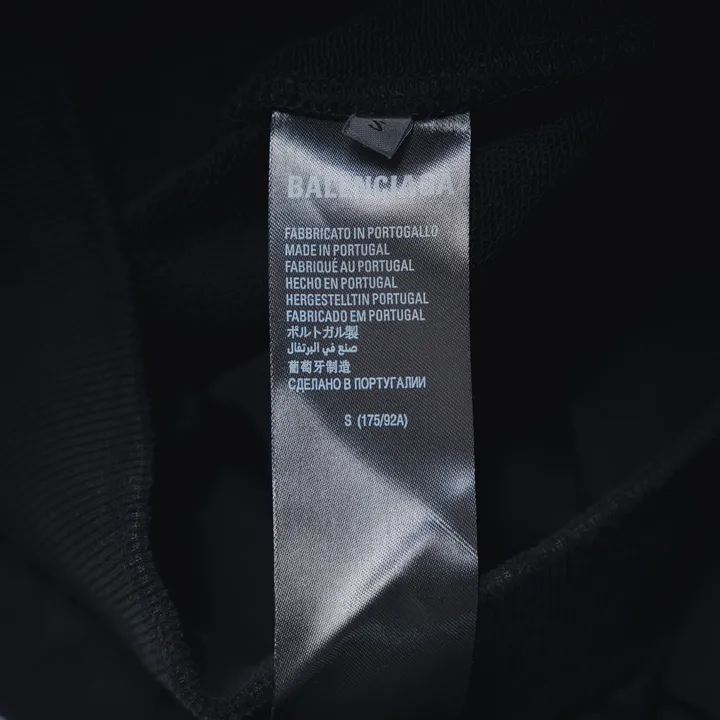 S
BALENCIAGA
FABBRICATO IN PORTOGALLO
MADE IN PORTUGAL
FABRIQUÉ AU PORTUGAL
HECHO EN PORTUGAL
HERGESTELLTIN PORTUGAL
FABRICADO EM PORTUGAL
ポルトガル製
صنع في البرتغال
葡萄牙制造
СДЕЛАНО В ПОРТУГАЛИИ
S (175/92A)